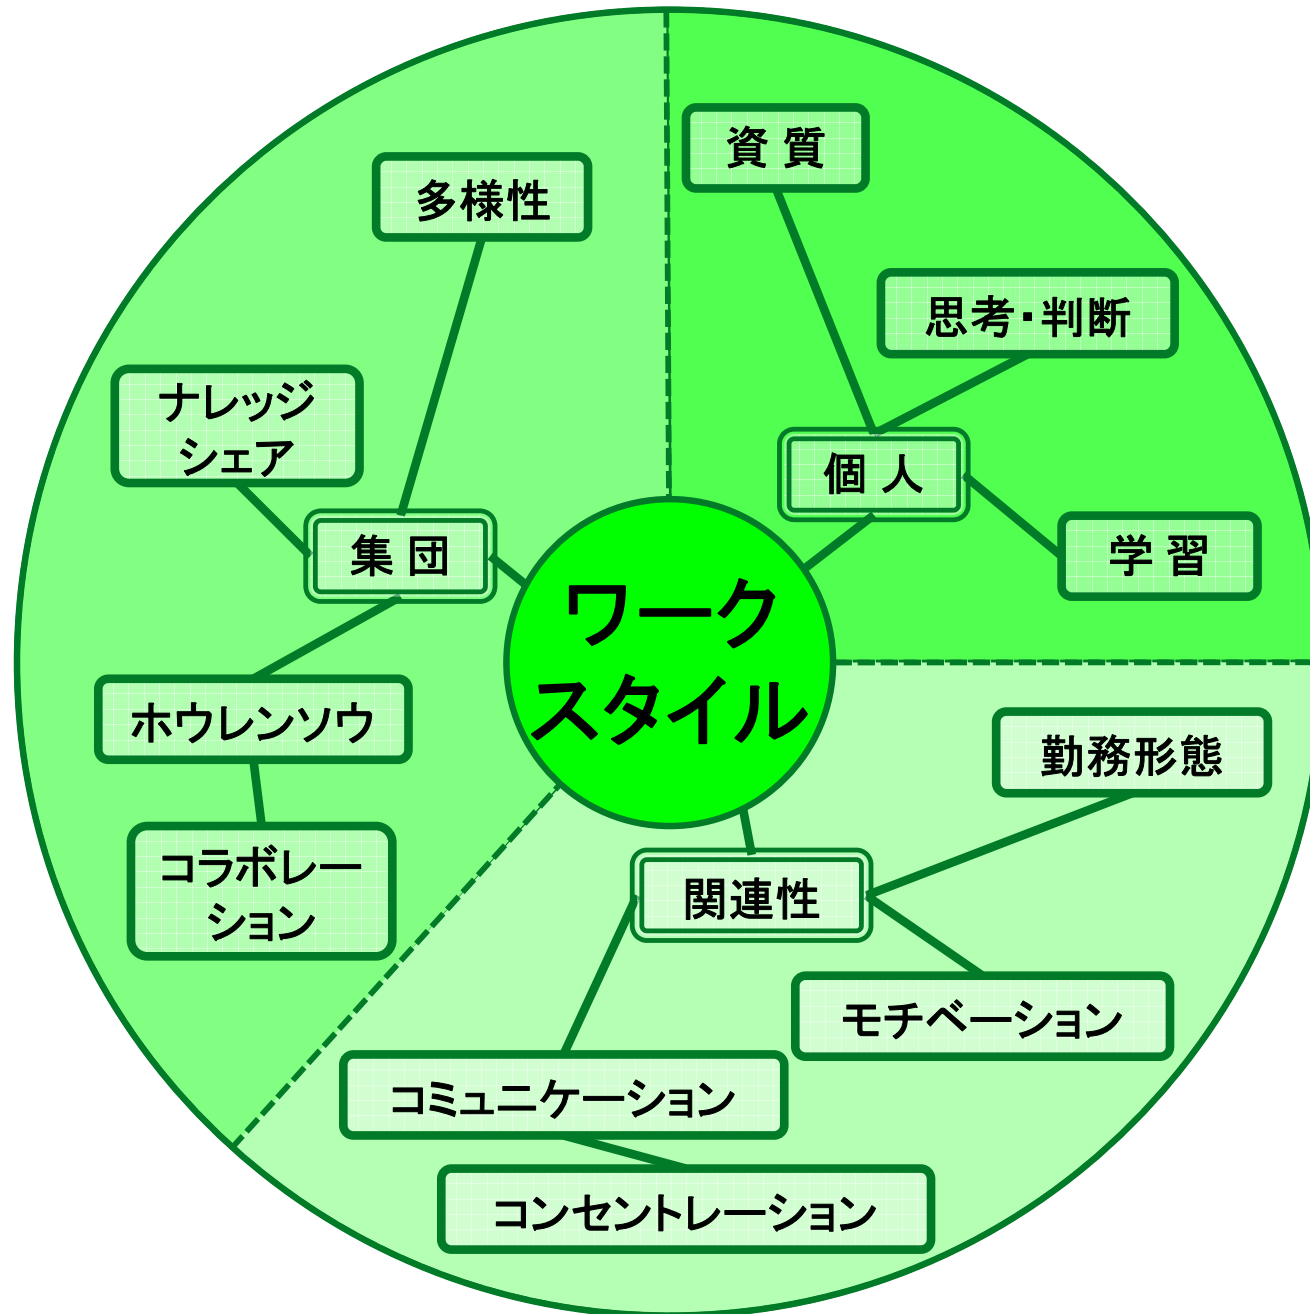 資質
多様性
思考・判断
ナレッジ
シェア
個人
学習
集団
ワーク
スタイル
ホウレンソウ
勤務形態
コラボレー
ション
関連性
モチベーション
コミュニケーション
コンセントレーション